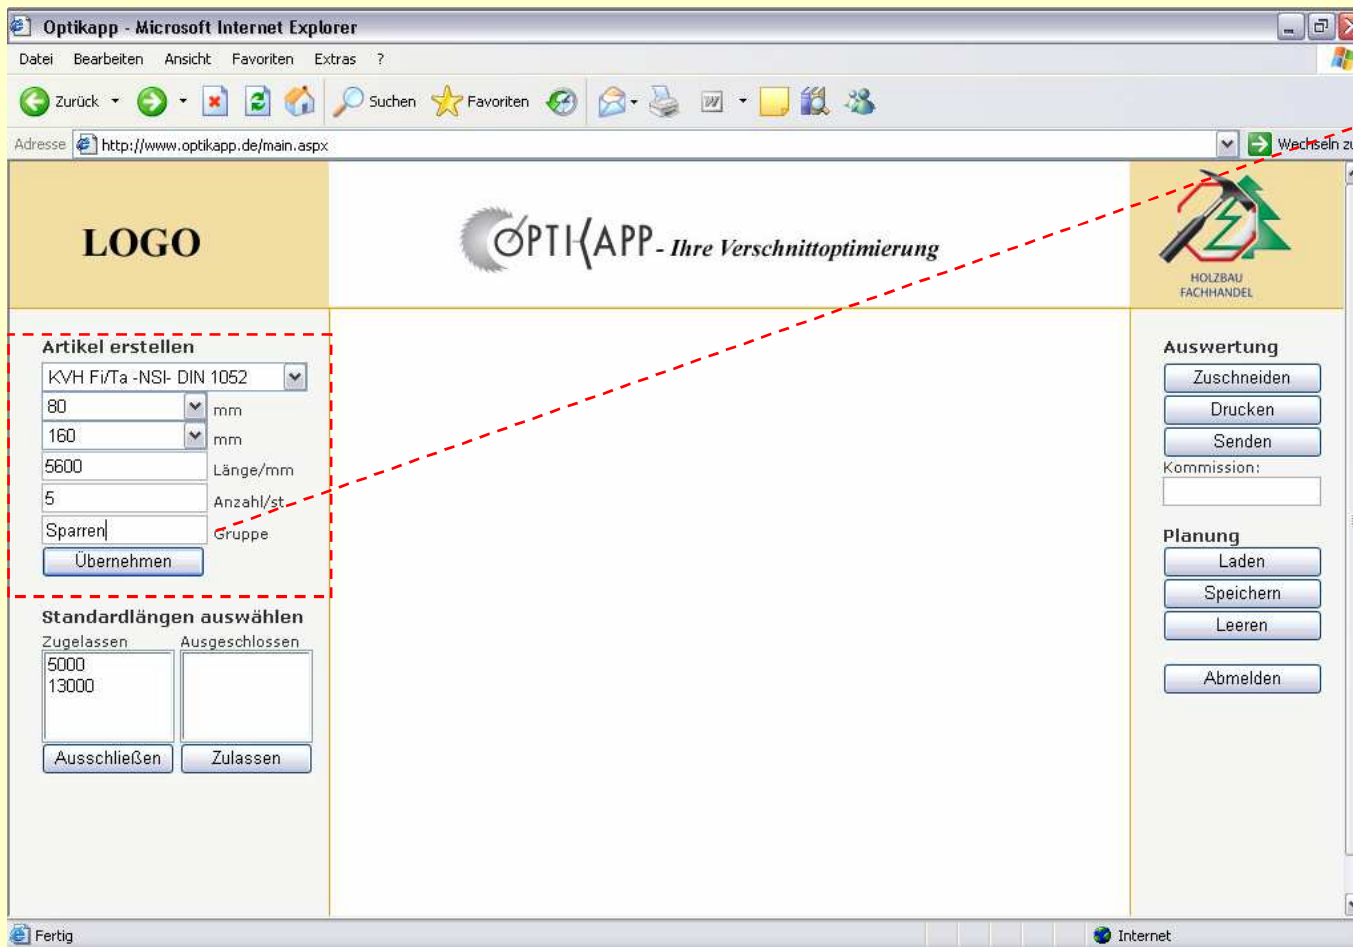 Optikapp - Microsoft Internet Explorer
Datei Bearbeiten Ansicht Favoriten Extras ?
Zurück Suchen Favoriten
Adresse http://www.optikapp.de/main.aspx Wechseln zu
LOGO
OPTIKAPP - Ihre Verschnittoptimierung
HOLZBAU
FACHHANDEL
Artikel erstellen
KVH Fi/Ta -NSI- DIN 1052
80 mm
160 mm
5600 Länge/mm
5 Anzahl/st
Sparren Gruppe
Übernehmen
Standardlängen auswählen
Zugelassen Ausgeschlossen
5000
13000
Ausschließen Zulassen
Auswertung
Zuschneiden
Drucken
Senden
Kommission:
Planung
Laden
Speichern
Leeren
Abmelden
Fertig Internet